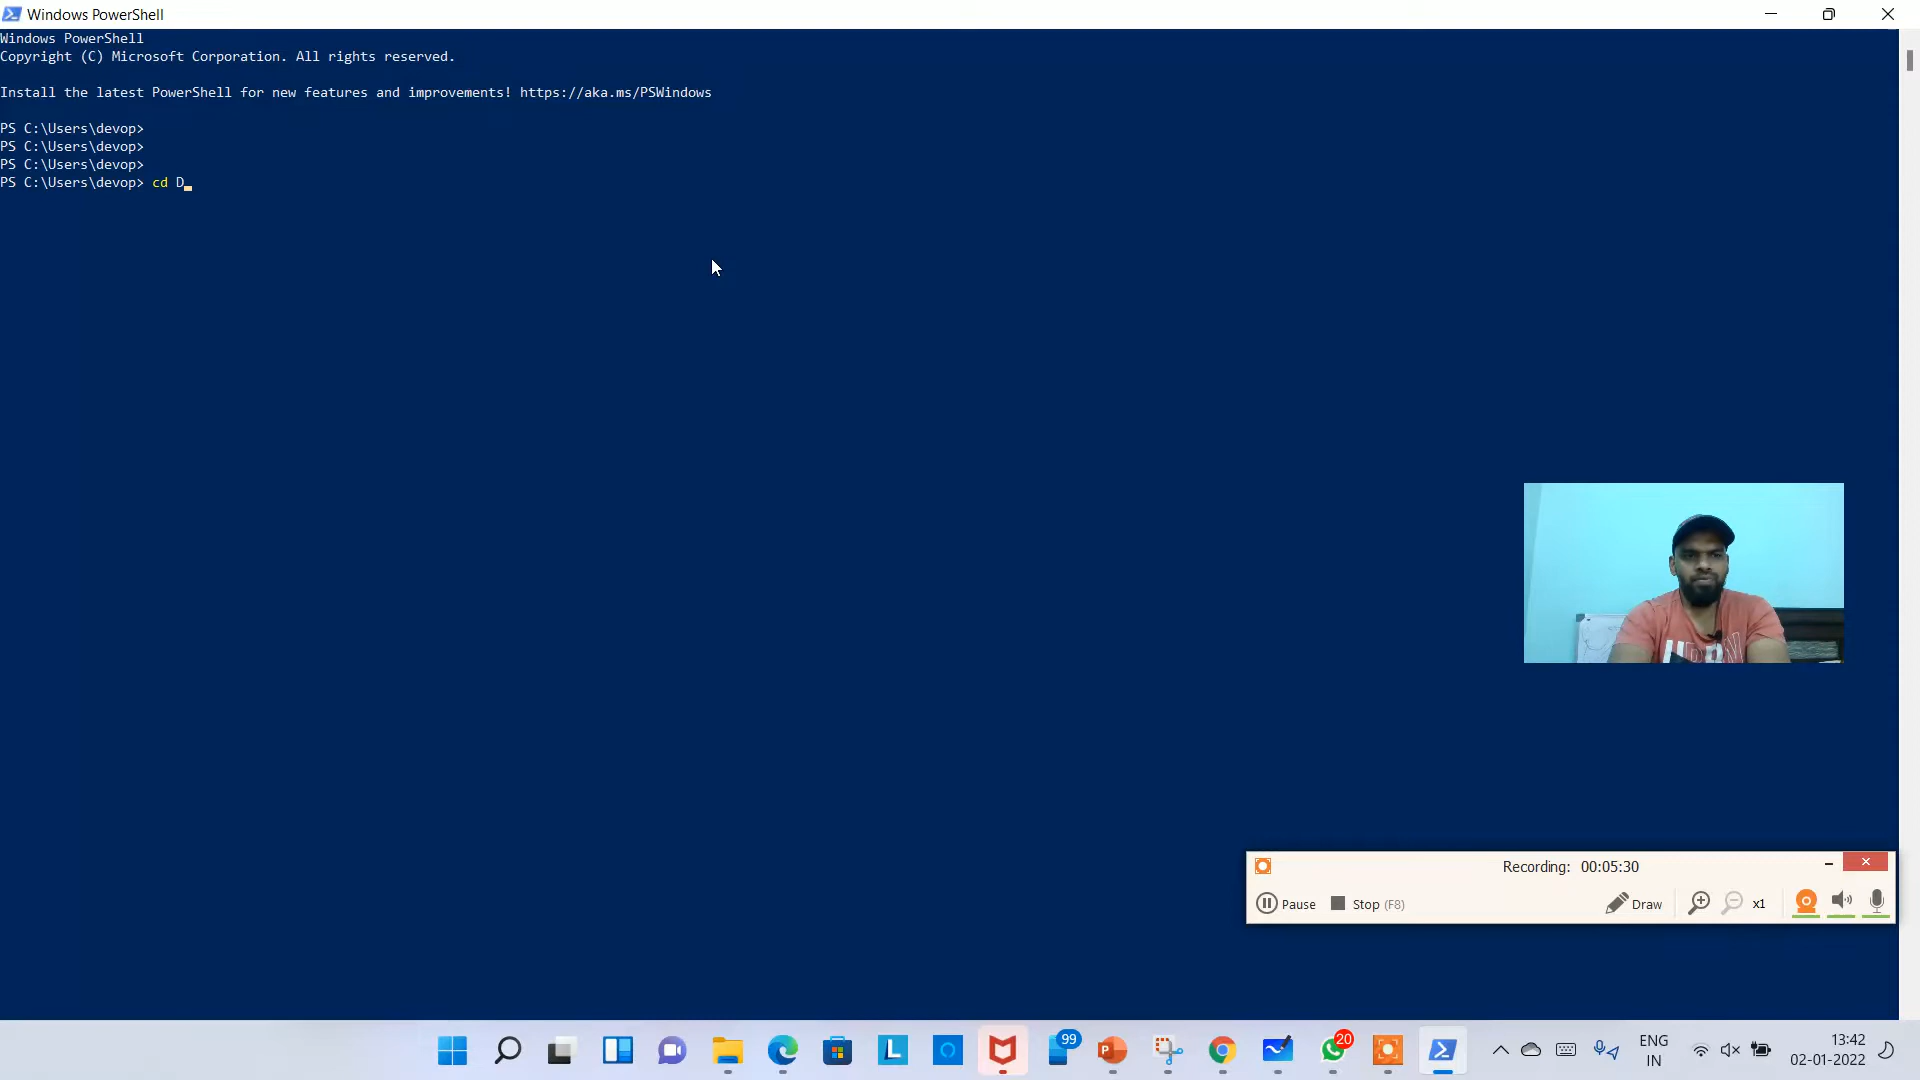 Windows PowerShell
Windows PowerShell
Copyright (C) Microsoft Corporation. All rights reserved.
Install the latest PowerShell for new features and improvements! https://aka.ms/PSWindows
PS C:\Users\devop>
PS C:\Users\devop>
PS C:\Users\devop>
PS C:\Users\devop> cd D_
Recording: 00:05:30
Pause Stop (F8) Draw x1
99
20
ENG
IN
13:42
02-01-2022